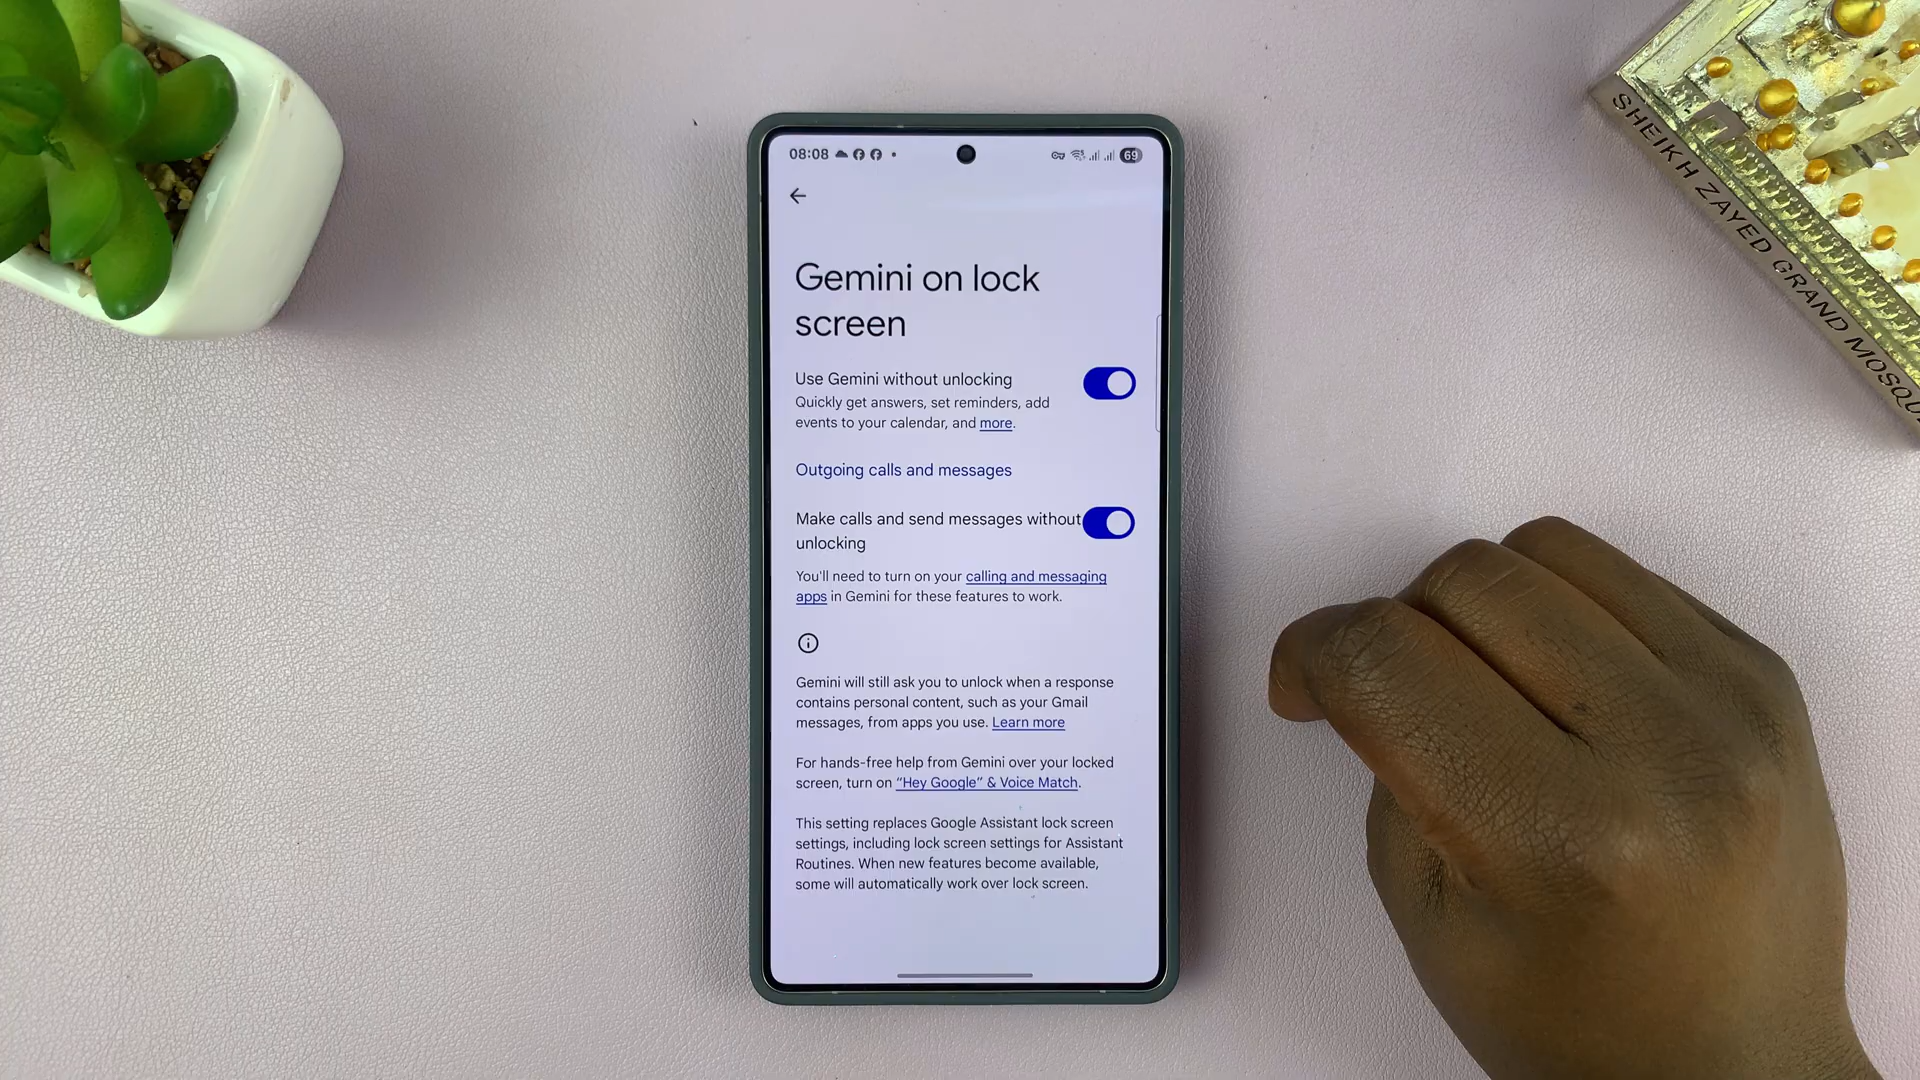 08:08
69
Gemini on lock
screen
Use Gemini without unlocking
Quickly get answers, set reminders, add
events to your calendar, and more.
Outgoing calls and messages
Make calls and send messages without
unlocking
You'll need to turn on your calling and messaging
apps in Gemini for these features to work.
Gemini will still ask you to unlock when a response
contains personal content, such as your Gmail
messages, from apps you use. Learn more
For hands-free help from Gemini over your locked
screen, turn on “Hey Google” & Voice Match.
This setting replaces Google Assistant lock screen
settings, including lock screen settings for Assistant
Routines. When new features become available,
some will automatically work over lock screen.
SHEIKH ZAYED GRAND MOSQU